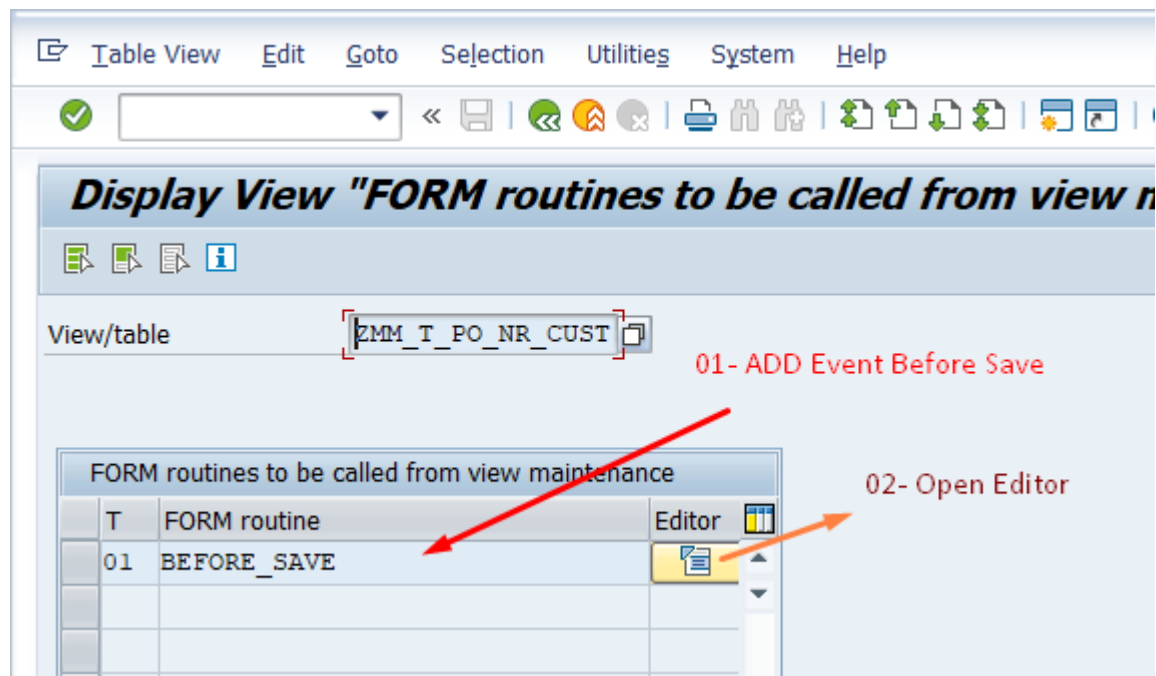 Table View Edit Goto Selection Utilities System Help
Display View "FORM routines to be called from view
View/table ZMM_T_PO_NR_CUST
01- ADD Event Before Save
02- Open Editor
FORM routines to be called from view maintenance
T FORM routine Editor
01 BEFORE_SAVE